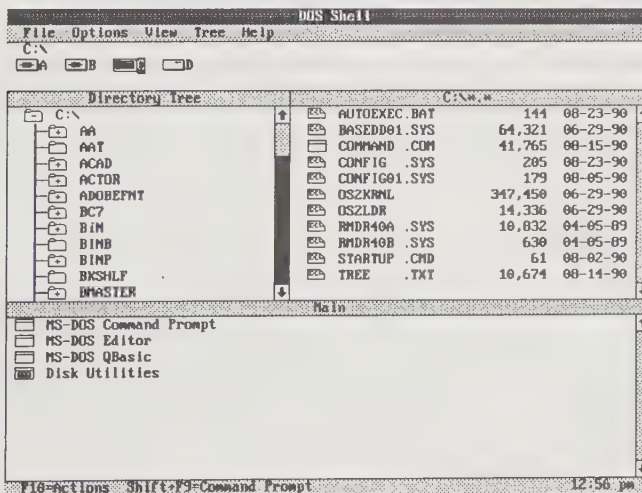 DOS Shell
File Options View Tree Help
C:\
A B C D
Directory Tree
C:\
AA
AAT
ACAD
ACTOR
ADOBEFNT
BC7
BiN
BINB
BINP
BKSHLF
BMASTER
C:\*.*
AUTOEXEC.BAT 144 08-23-90
BASEDD01.SYS 64,321 06-29-90
COMMAND .COM 41,765 08-15-90
CONFIG .SYS 205 08-23-90
CONFIG01.SYS 179 08-05-90
OS2KRNL 347,450 06-29-90
OS2LDR 14,336 06-29-90
RMDR40A .SYS 10,832 04-05-89
RMDR40B .SYS 630 04-05-89
STARTUP .CMD 61 08-02-90
TREE .TXT 10,674 08-14-90
Main
MS-DOS Command Prompt
MS-DOS Editor
MS-DOS QBasic
Disk Utilities
F10=Actions Shift+F9=Command Prompt 12:56 pm